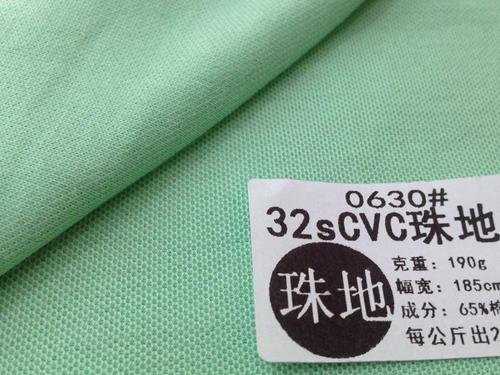 0630#
32sCVC珠地
珠地
克重：190g
幅宽：185cm
成分：65%棉
每公斤出2